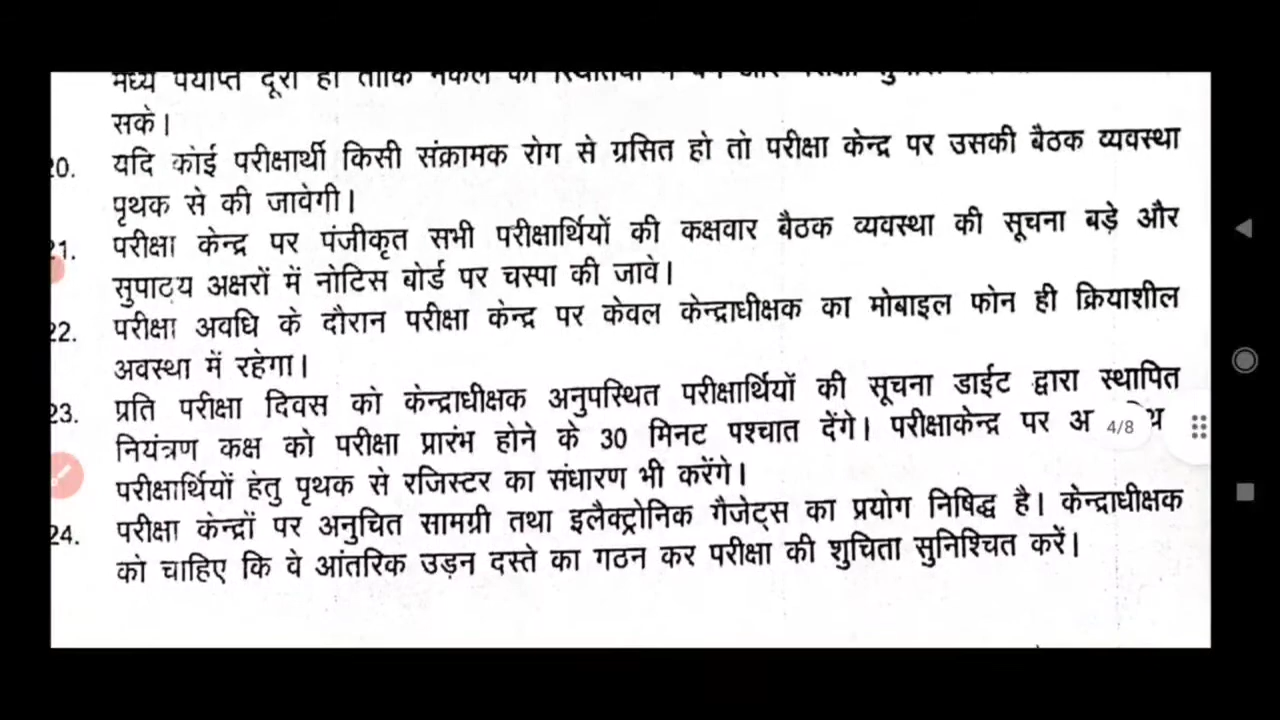 सके।
20. यदि कोई परीक्षार्थी किसी संक्रामक रोग से ग्रसित हो तो परीक्षा केन्द्र पर उसकी बैठक व्यवस्था
पृथक से की जावेगी।
21. परीक्षा केन्द्र पर पंजीकृत सभी परीक्षार्थियों की कक्षवार बैठक व्यवस्था की सूचना बड़े और
सुपाठ्य अक्षरों में नोटिस बोर्ड पर चस्पा की जावे।
22. परीक्षा अवधि के दौरान परीक्षा केन्द्र पर केवल केन्द्राधीक्षक का मोबाइल फोन ही क्रियाशील
अवस्था में रहेगा।
23. प्रति परीक्षा दिवस को केन्द्राधीक्षक अनुपस्थित परीक्षार्थियों की सूचना डाईट द्वारा स्थापित
नियंत्रण कक्ष को परीक्षा प्रारंभ होने के 30 मिनट पश्चात देंगे। परीक्षाकेन्द्र पर
4/8
परीक्षार्थियों हेतु पृथक से रजिस्टर का संधारण भी करेंगे।
24. परीक्षा केन्द्रों पर अनुचित सामग्री तथा इलैक्ट्रोनिक गैजेट्स का प्रयोग निषिद्ध है। केन्द्राधीक्षक
को चाहिए कि वे आंतरिक उड़न दस्ते का गठन कर परीक्षा की शुचिता सुनिश्चित करें।